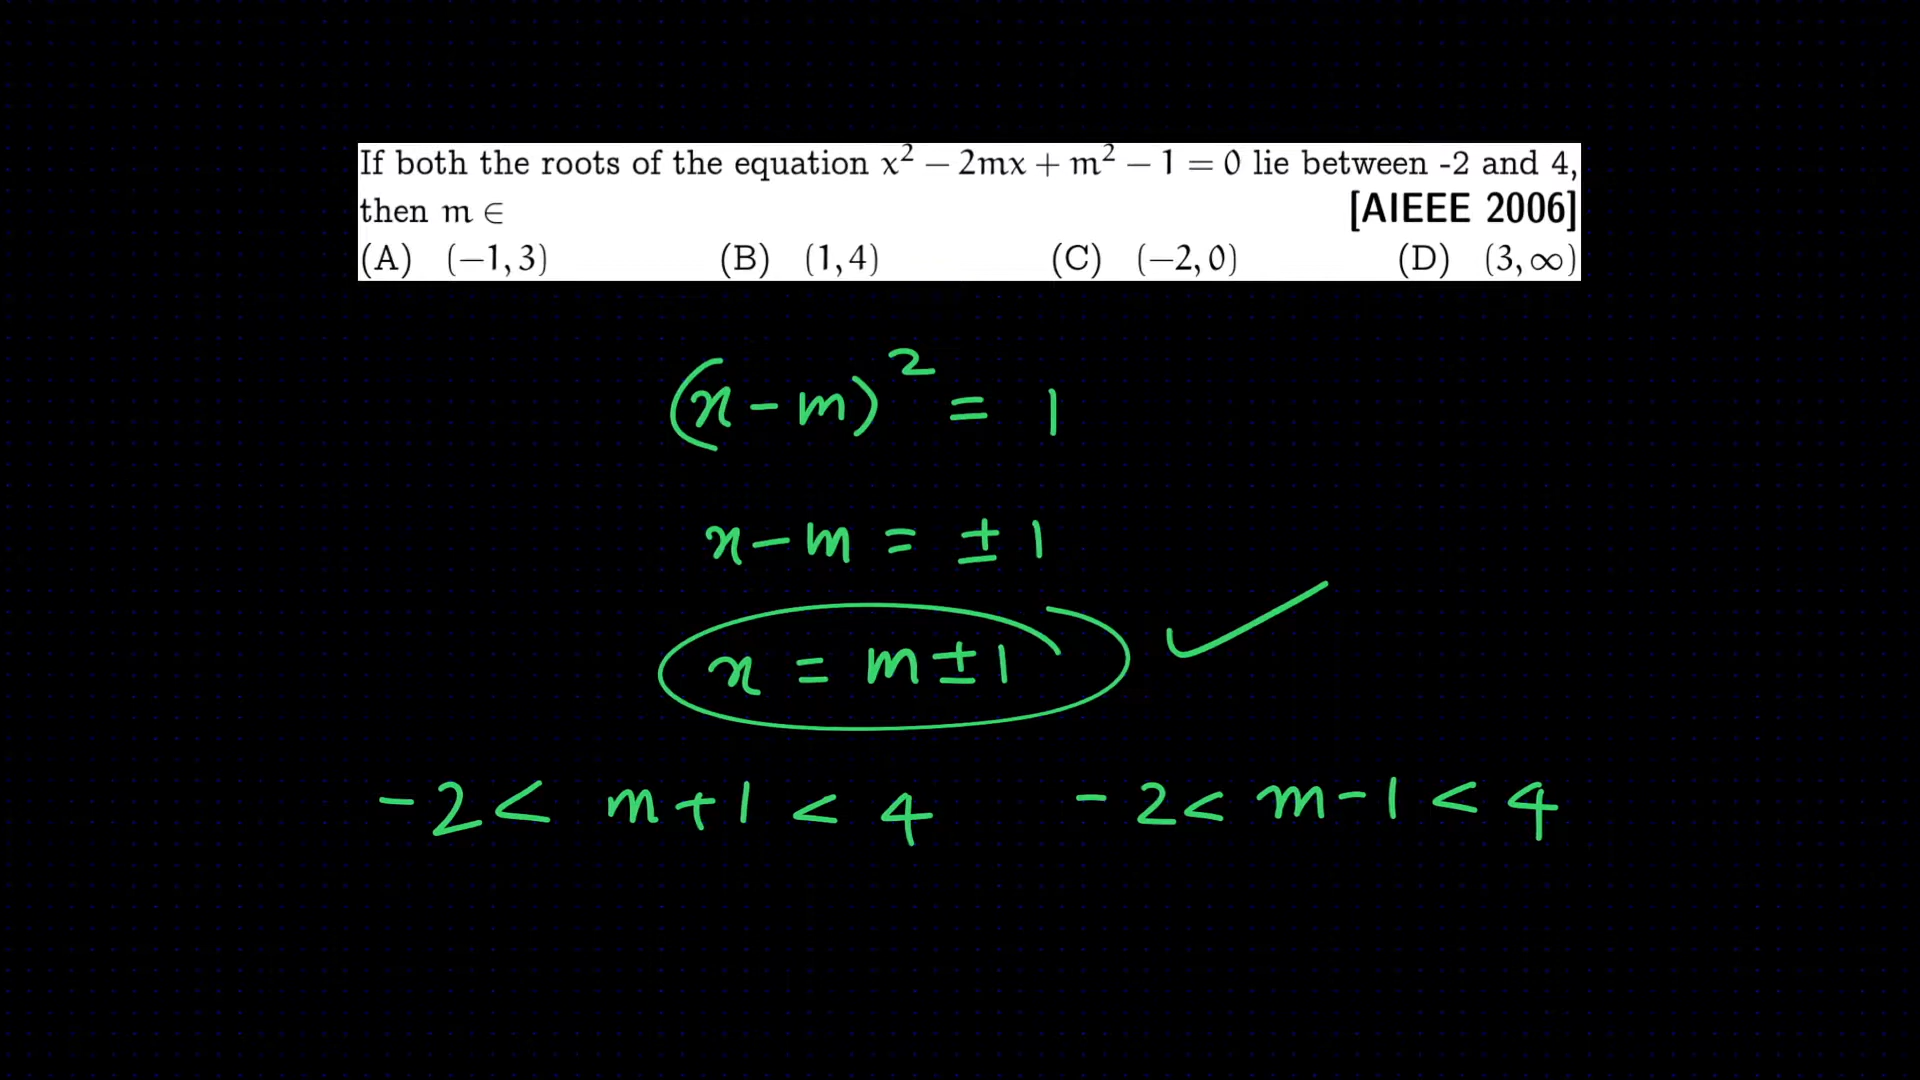 If both the roots of the equation x² − 2mx + m² − 1 = 0 lie between -2 and 4,
then m ∈ [AIEEE 2006]
(A) (−1, 3) (B) (1, 4) (C) (−2, 0) (D) (3, ∞)
(x − m)² = 1
x − m = ± 1
x = m ± 1
−2 < m + 1 < 4 −2 < m − 1 < 4